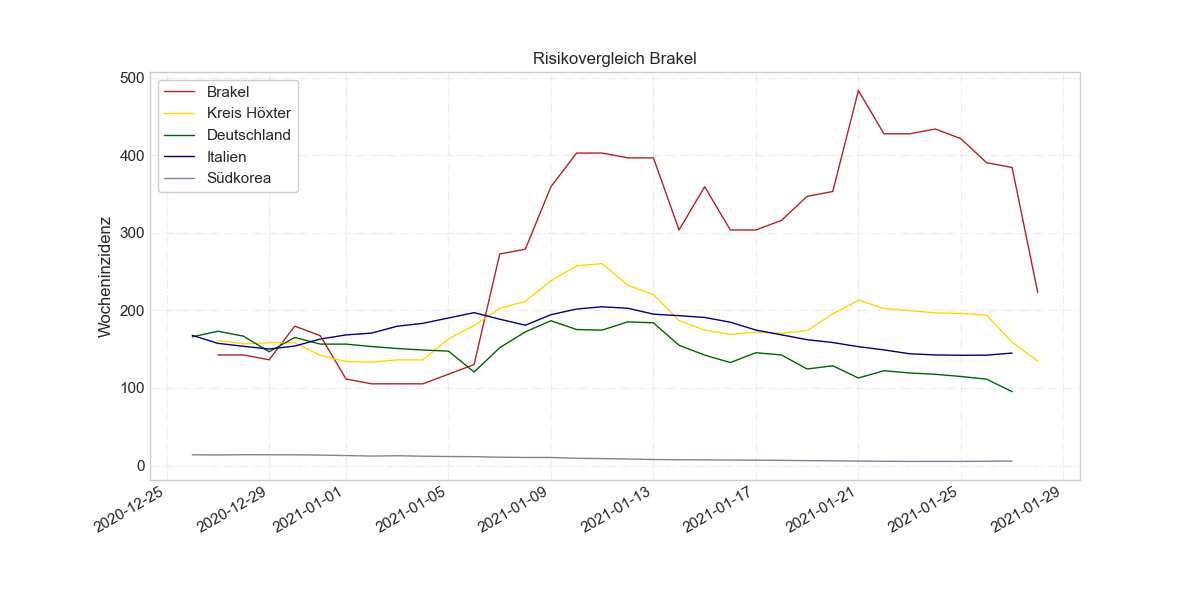 Risikovergleich Brakel
Wocheninzidenz
500
400
300
200
100
0
Brakel
Kreis Höxter
Deutschland
Italien
Südkorea
2020-12-25
2020-12-29
2021-01-01
2021-01-05
2021-01-09
2021-01-13
2021-01-17
2021-01-21
2021-01-25
2021-01-29